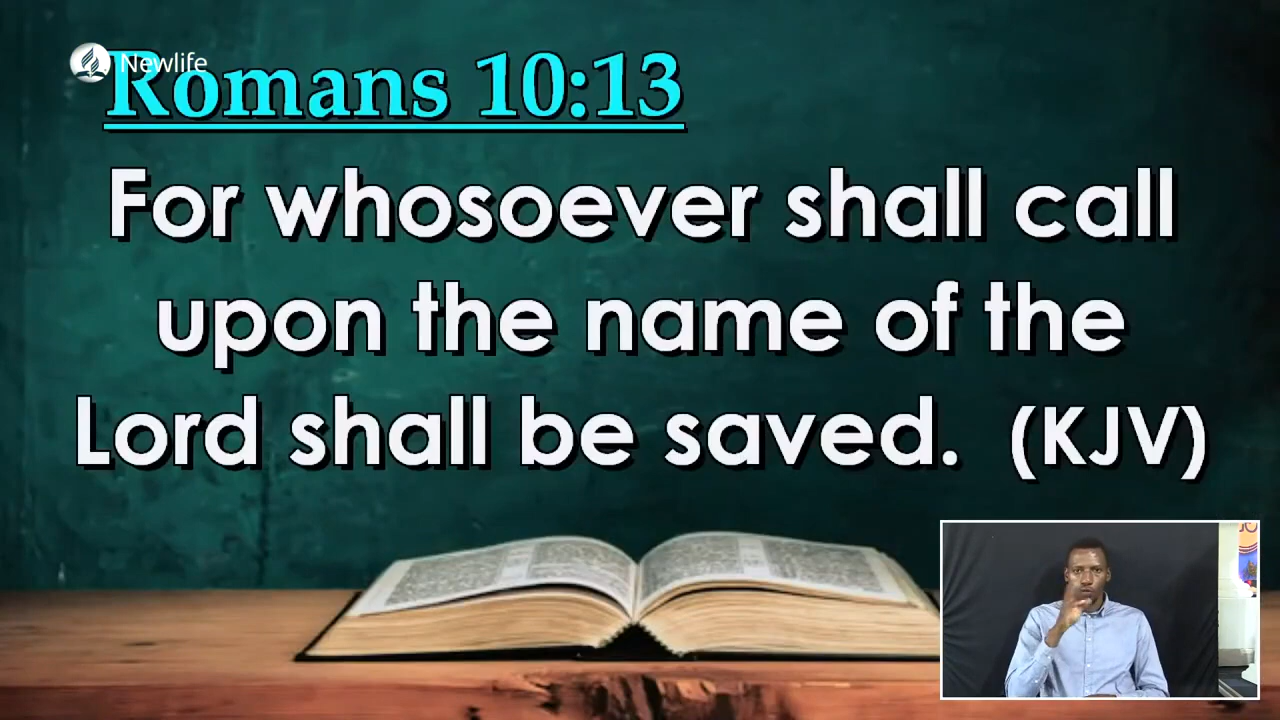 Newlife
Romans 10:13
For whosoever shall call
upon the name of the
Lord shall be saved. (KJV)